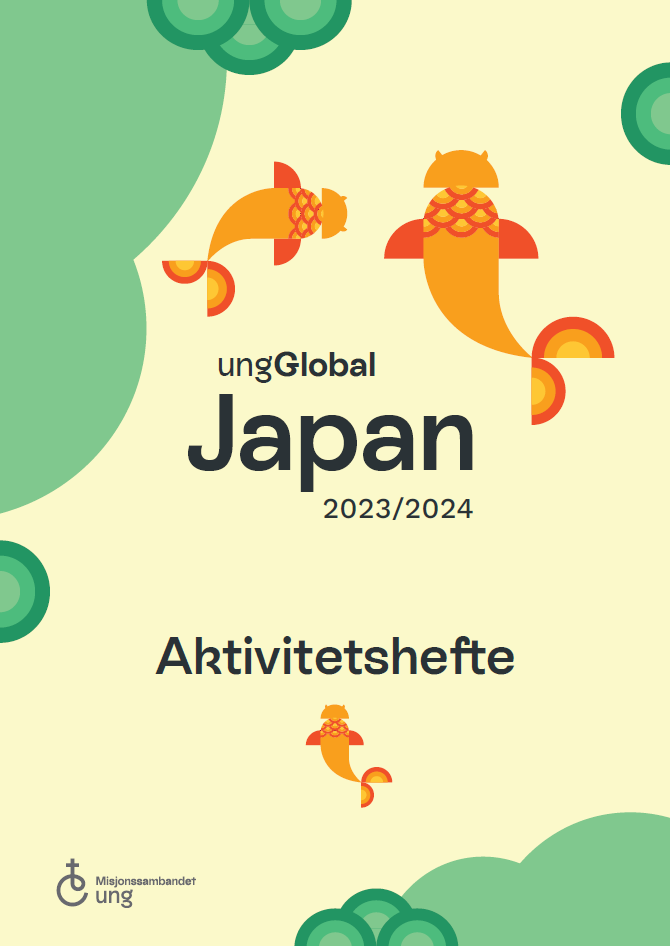 ungGlobal
Japan
2023/2024
Aktivitetshefte
Misjonssambandet
ung